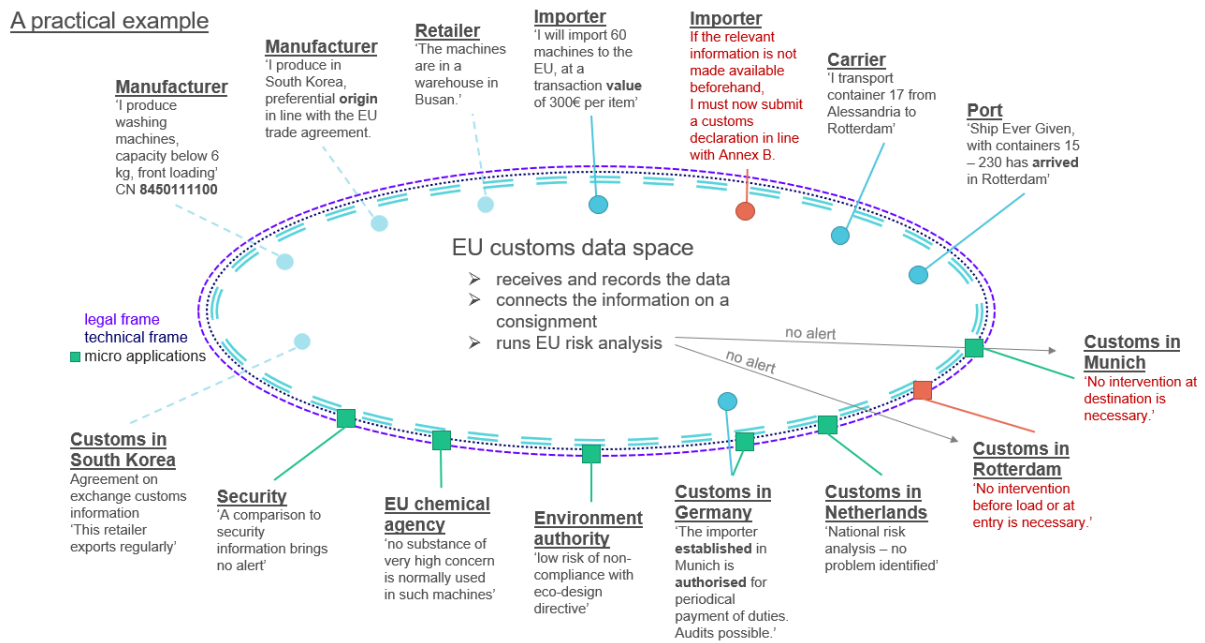 A practical example
Manufacturer
'I produce
washing
machines,
capacity below 6
kg, front loading'
CN 8450111100
Manufacturer
'I produce in
South Korea,
preferential origin
in line with the EU
trade agreement.
Retailer
'The machines
are in a
warehouse in
Busan.'
Importer
'I will import 60
machines to the
EU, at a
transaction value
of 300€ per item'
Importer
If the relevant
information is not
made available
beforehand,
I must now submit
a customs
declaration in line
with Annex B.
Carrier
'I transport
container 17 from
Alessandria to
Rotterdam'
Port
'Ship Ever Given,
with containers 15
– 230 has arrived
in Rotterdam'
EU customs data space
receives and records the data
connects the information on a
consignment
runs EU risk analysis
no alert
no alert
legal frame
technical frame
micro applications
Customs in
Munich
'No intervention at
destination is
necessary.'
Customs in
Rotterdam
'No intervention
before load or at
entry is necessary.'
Customs in
South Korea
Agreement on
exchange customs
information
'This retailer
exports regularly'
Security
'A comparison to
security
information brings
no alert'
EU chemical
agency
'no substance of
very high concern
is normally used
in such machines'
Environment
authority
'low risk of non-
compliance with
eco-design
directive'
Customs in
Germany
'The importer
established in
Munich is
authorised for
periodical
payment of duties.
Audits possible.'
Customs in
Netherlands
'National risk
analysis – no
problem identified'